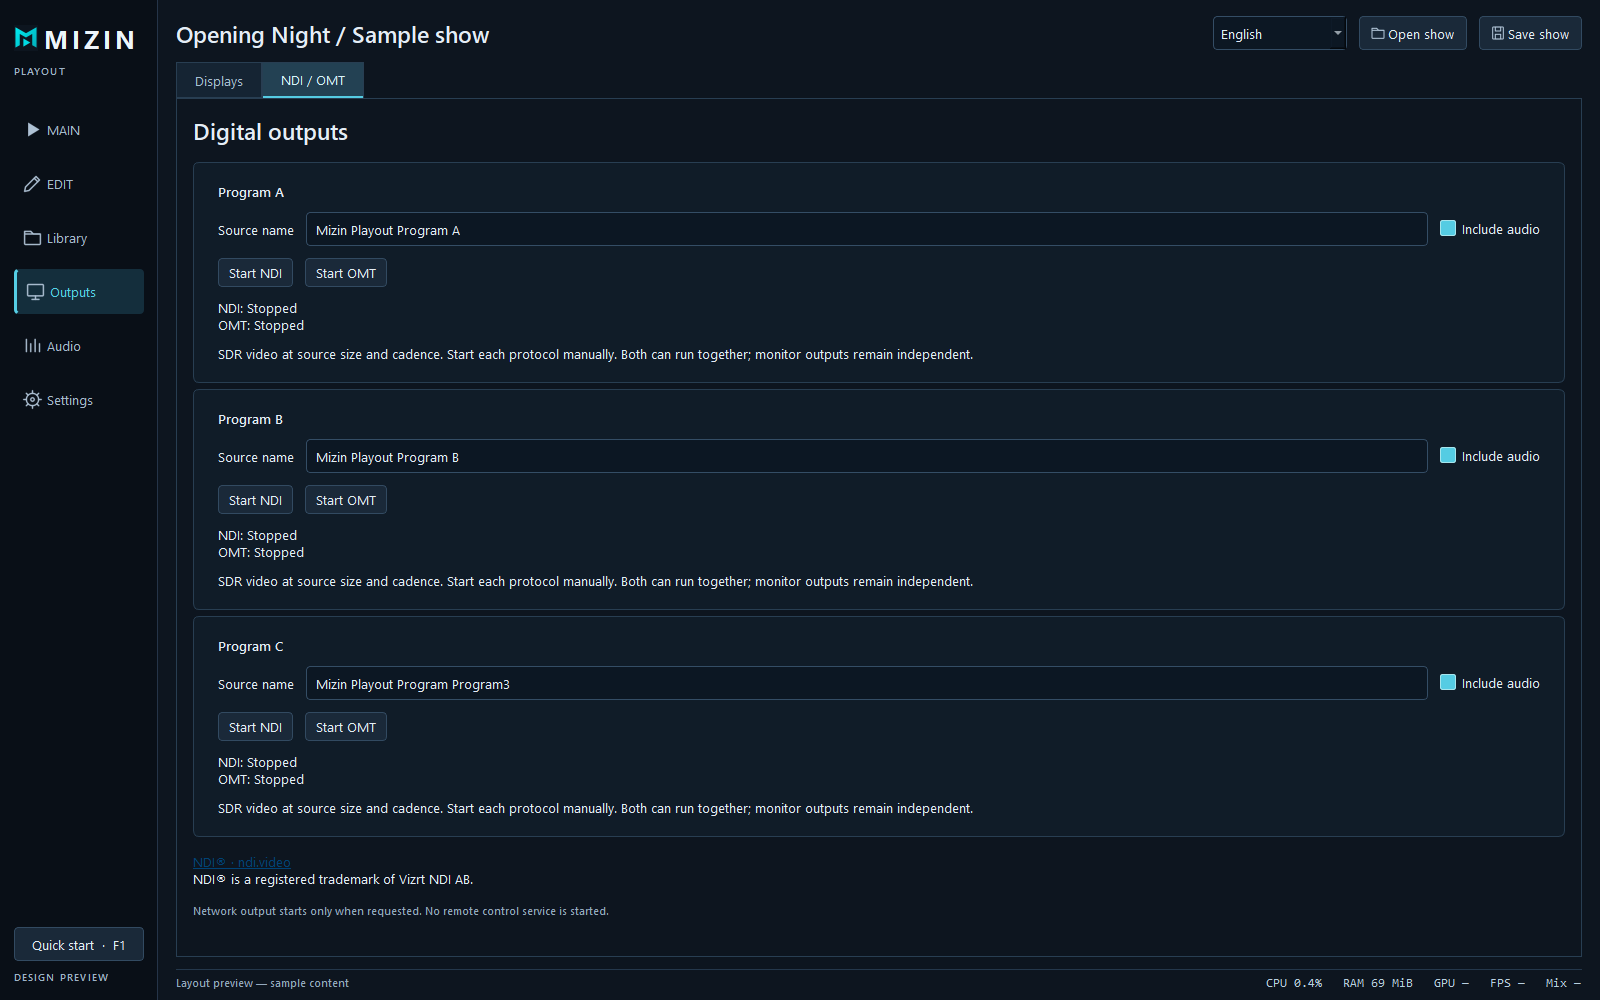 MIZIN
PLAYOUT
MAIN
EDIT
Library
Outputs
Audio
Settings
Quick start · F1
DESIGN PREVIEW
Opening Night / Sample show
English
Open show
Save show
Displays
NDI / OMT
Digital outputs
Program A
Source name
Mizin Playout Program A
Include audio
Start NDI
Start OMT
NDI: Stopped
OMT: Stopped
SDR video at source size and cadence. Start each protocol manually. Both can run together; monitor outputs remain independent.
Program B
Source name
Mizin Playout Program B
Include audio
Start NDI
Start OMT
NDI: Stopped
OMT: Stopped
SDR video at source size and cadence. Start each protocol manually. Both can run together; monitor outputs remain independent.
Program C
Source name
Mizin Playout Program Program3
Include audio
Start NDI
Start OMT
NDI: Stopped
OMT: Stopped
SDR video at source size and cadence. Start each protocol manually. Both can run together; monitor outputs remain independent.
NDI® · ndi.video
NDI® is a registered trademark of Vizrt NDI AB.
Network output starts only when requested. No remote control service is started.
Layout preview — sample content
CPU 0.4% RAM 69 MiB GPU — FPS — Mix —